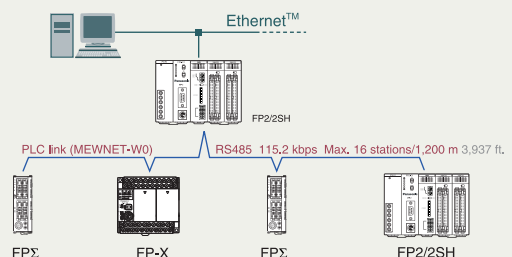 Ethernet™
FP2/2SH
PLC link (MEWNET-W0) RS485 115.2 kbps Max. 16 stations/1,200 m 3,937 ft.
FPΣ FP-X FPΣ FP2/2SH